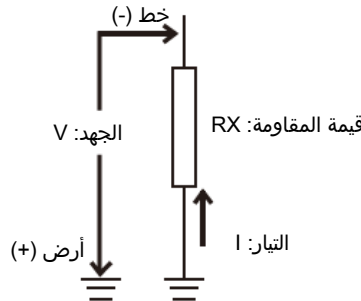 خط (-)
الجهد: V
قيمة المقاومة: RX
التيار: I
أرض (+)